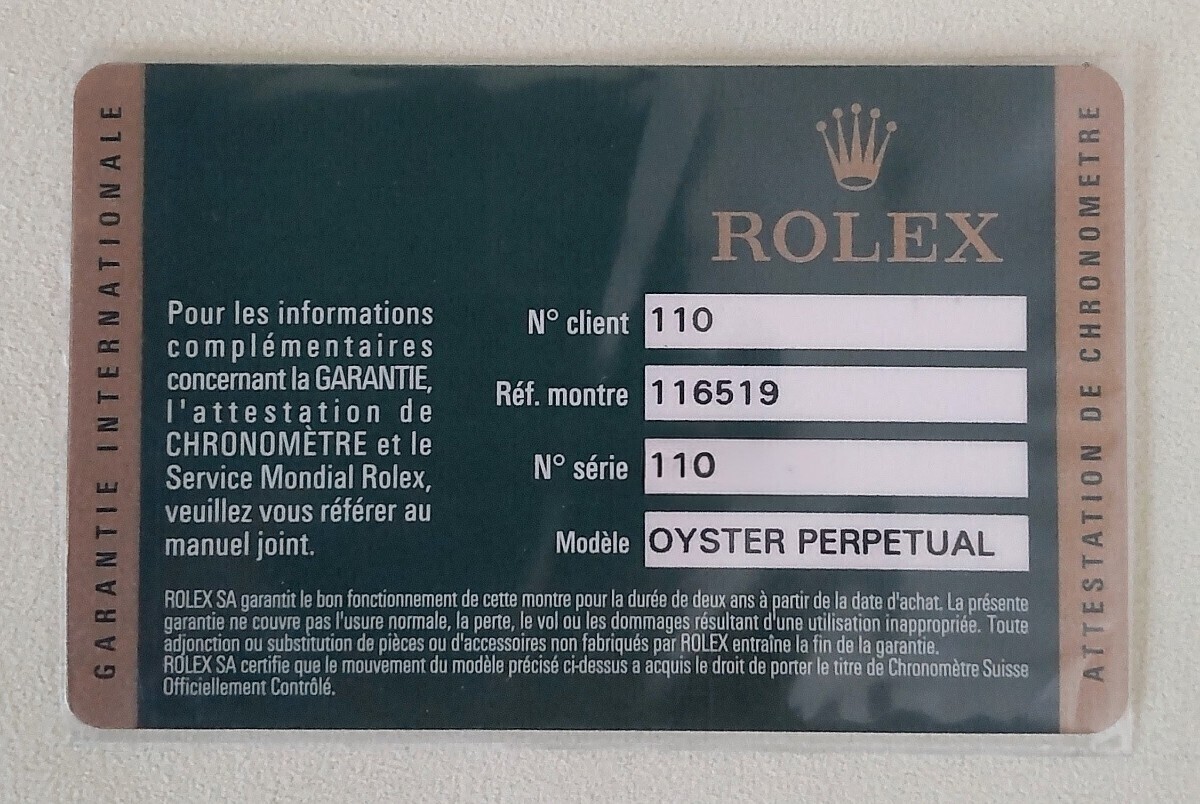 GARANTIE INTERNATIONALE
ROLEX
Pour les informations
complémentaires
concernant la GARANTIE,
l'attestation de
CHRONOMÈTRE et le
Service Mondial Rolex,
veuillez vous référer au
manuel joint.
N° client 110
Réf. montre 116519
N° série 110
Modèle OYSTER PERPETUAL
ROLEX SA garantit le bon fonctionnement de cette montre pour la durée de deux ans à partir de la date d'achat. La présente
garantie ne couvre pas l'usure normale, la perte, le vol ou les dommages résultant d'une utilisation inappropriée. Toute
adjonction ou substitution de pièces ou d'accessoires non fabriqués par ROLEX entraîne la fin de la garantie.
ROLEX SA certifie que le mouvement du modèle précisé ci-dessus a acquis le droit de porter le titre de Chronomètre Suisse
Officiellement Contrôlé.
ATTESTATION DE CHRONOMETRE